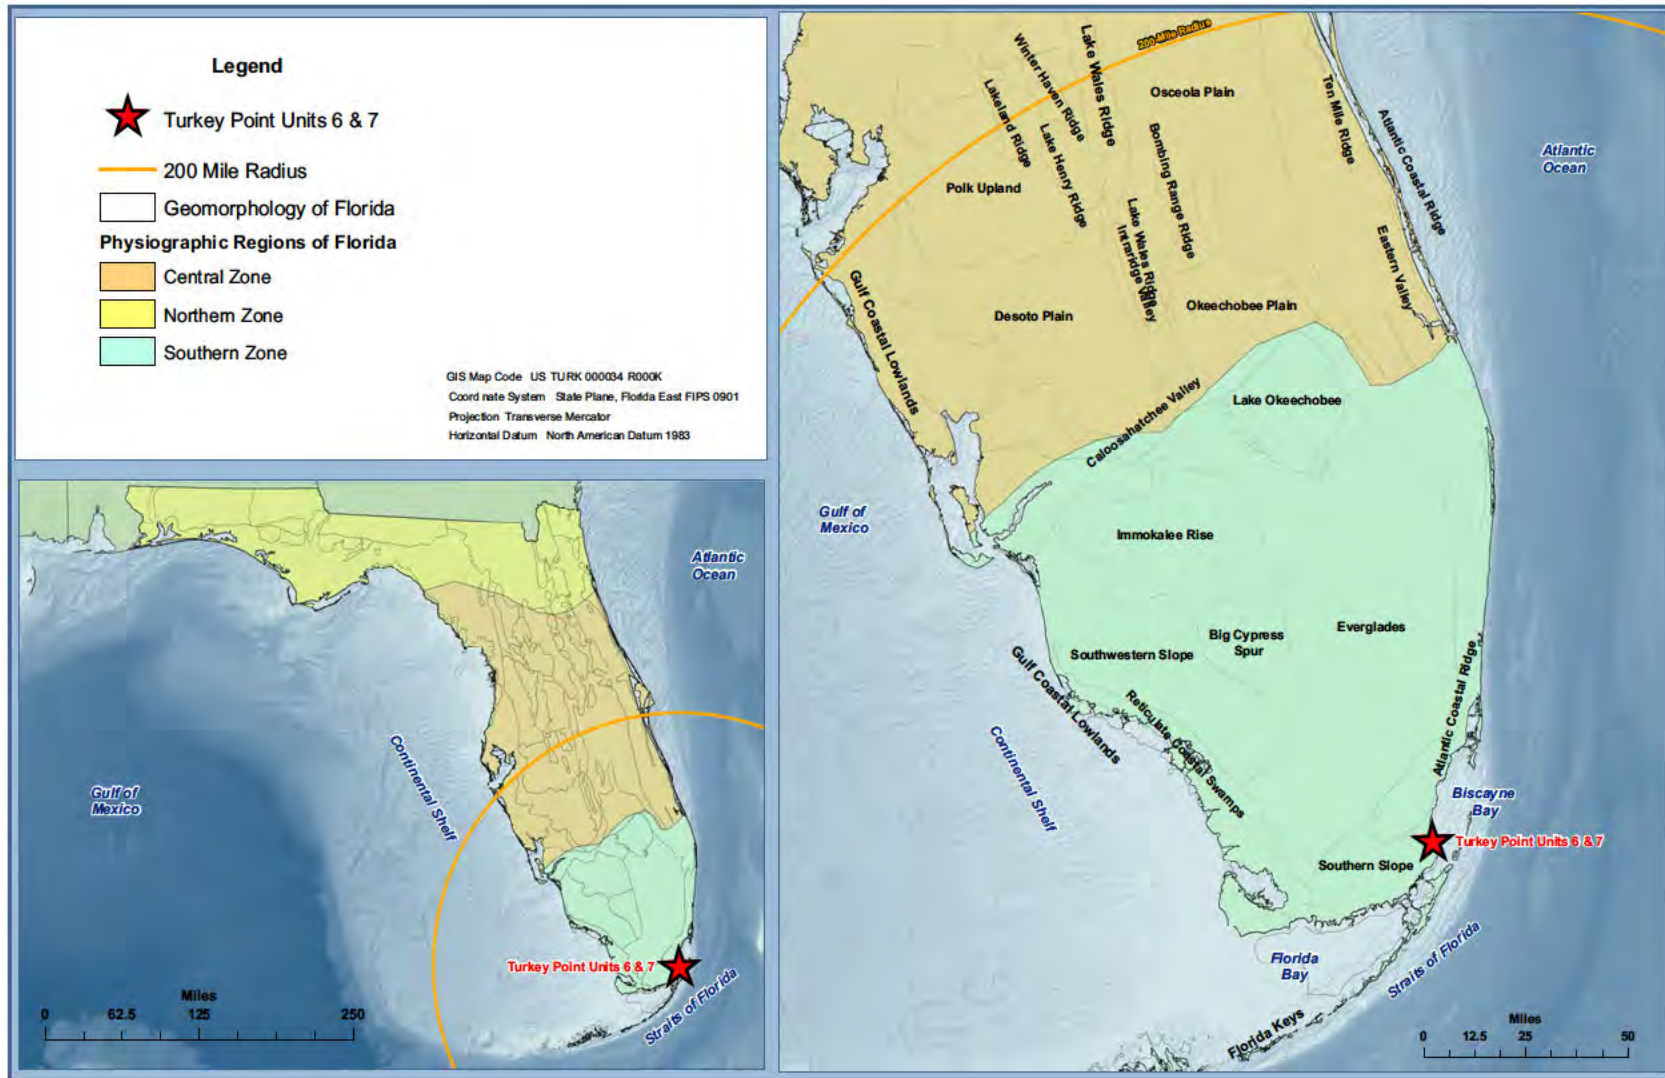 Legend
Turkey Point Units 6 & 7
200 Mile Radius
Geomorphology of Florida
Physiographic Regions of Florida
Central Zone
Northern Zone
Southern Zone
GIS Map Code US TURK 000034 R000K
Coord nate System State Plane, Florida East FIPS 0901
Projection Transverse Mercator
Horizontal Datum North American Datum 1983
Atlantic
Ocean
Continental Shelf
Gulf of
Mexico
Turkey Point Units 6 & 7
Straits of Florida
Miles
0 62.5 125 250
200-Mile Radius
Lake Wales Ridge
Winter Haven Ridge
Lakeland Ridge
Lake Henry Ridge
Osceola Plain
Ten Mile Ridge
Atlantic Coastal Ridge
Atlantic
Ocean
Bombing Range Ridge
Polk Upland
Lake Wales Ridge
Intraridge Valley
Eastern Valley
Gulf Coastal Lowlands
Desoto Plain
Okeechobee Plain
Caloosahatchee Valley
Lake Okeechobee
Gulf of
Mexico
Immokalee Rise
Everglades
Big Cypress
Spur
Southwestern Slope
Gulf Coastal Lowlands
Reticulate Coastal Swamps
Atlantic Coastal Ridge
Continental Shelf
Biscayne
Bay
Turkey Point Units 6 & 7
Southern Slope
Florida
Bay
Straits of Florida
Florida Keys
Miles
0 12.5 25 50